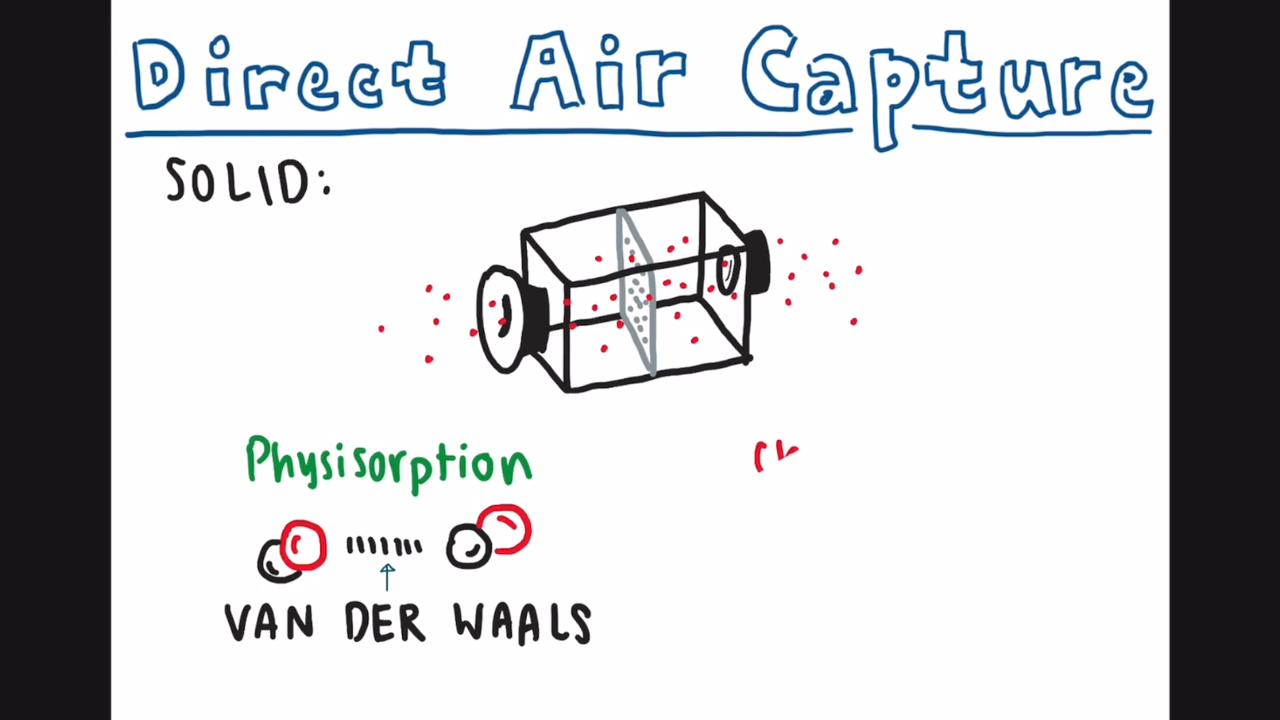 Direct Air Capture
SOLID:
Physisorption
VAN DER WAALS